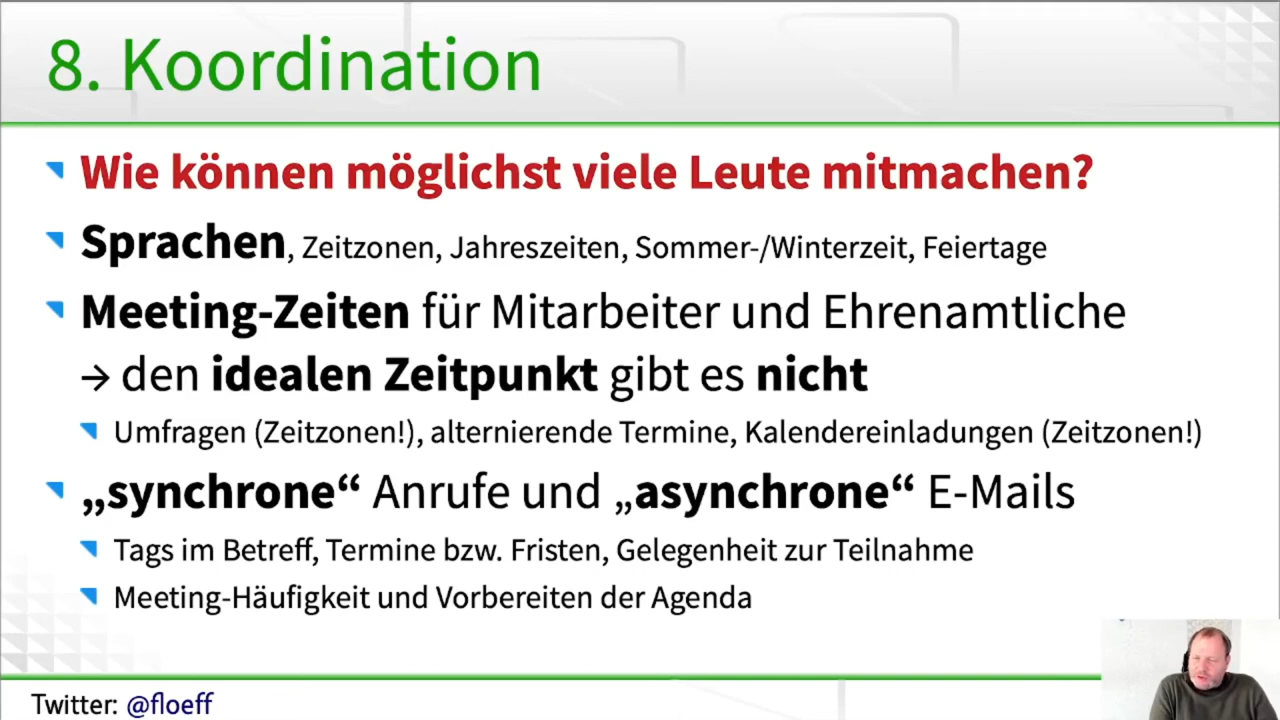 8. Koordination
Wie können möglichst viele Leute mitmachen?
Sprachen, Zeitzonen, Jahreszeiten, Sommer-/Winterzeit, Feiertage
Meeting-Zeiten für Mitarbeiter und Ehrenamtliche
→ den idealen Zeitpunkt gibt es nicht
Umfragen (Zeitzonen!), alternierende Termine, Kalendereinladungen (Zeitzonen!)
„synchrone“ Anrufe und „asynchrone“ E-Mails
Tags im Betreff, Termine bzw. Fristen, Gelegenheit zur Teilnahme
Meeting-Häufigkeit und Vorbereiten der Agenda
Twitter: @floeff